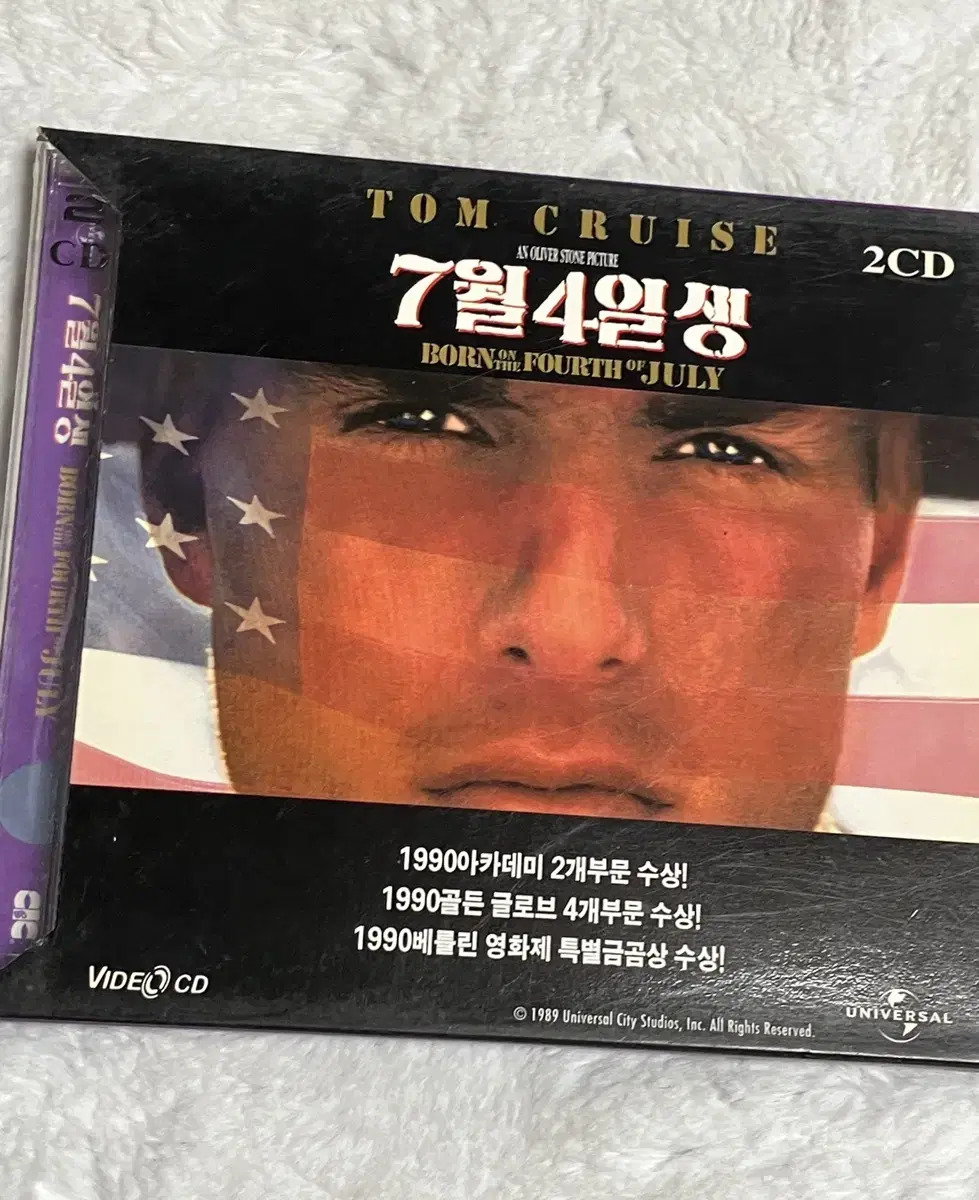 TOM CRUISE
AN OLIVER STONE PICTURE
7월4일생
BORN ON THE FOURTH OF JULY
2CD
2
CD
7월4일생
BORN ON THE FOURTH OF JULY
CIC
1990아카데미 2개부문 수상!
1990골든 글로브 4개부문 수상!
1990베를린 영화제 특별금곰상 수상!
VIDEO CD
© 1989 Universal City Studios, Inc. All Rights Reserved.
UNIVERSAL